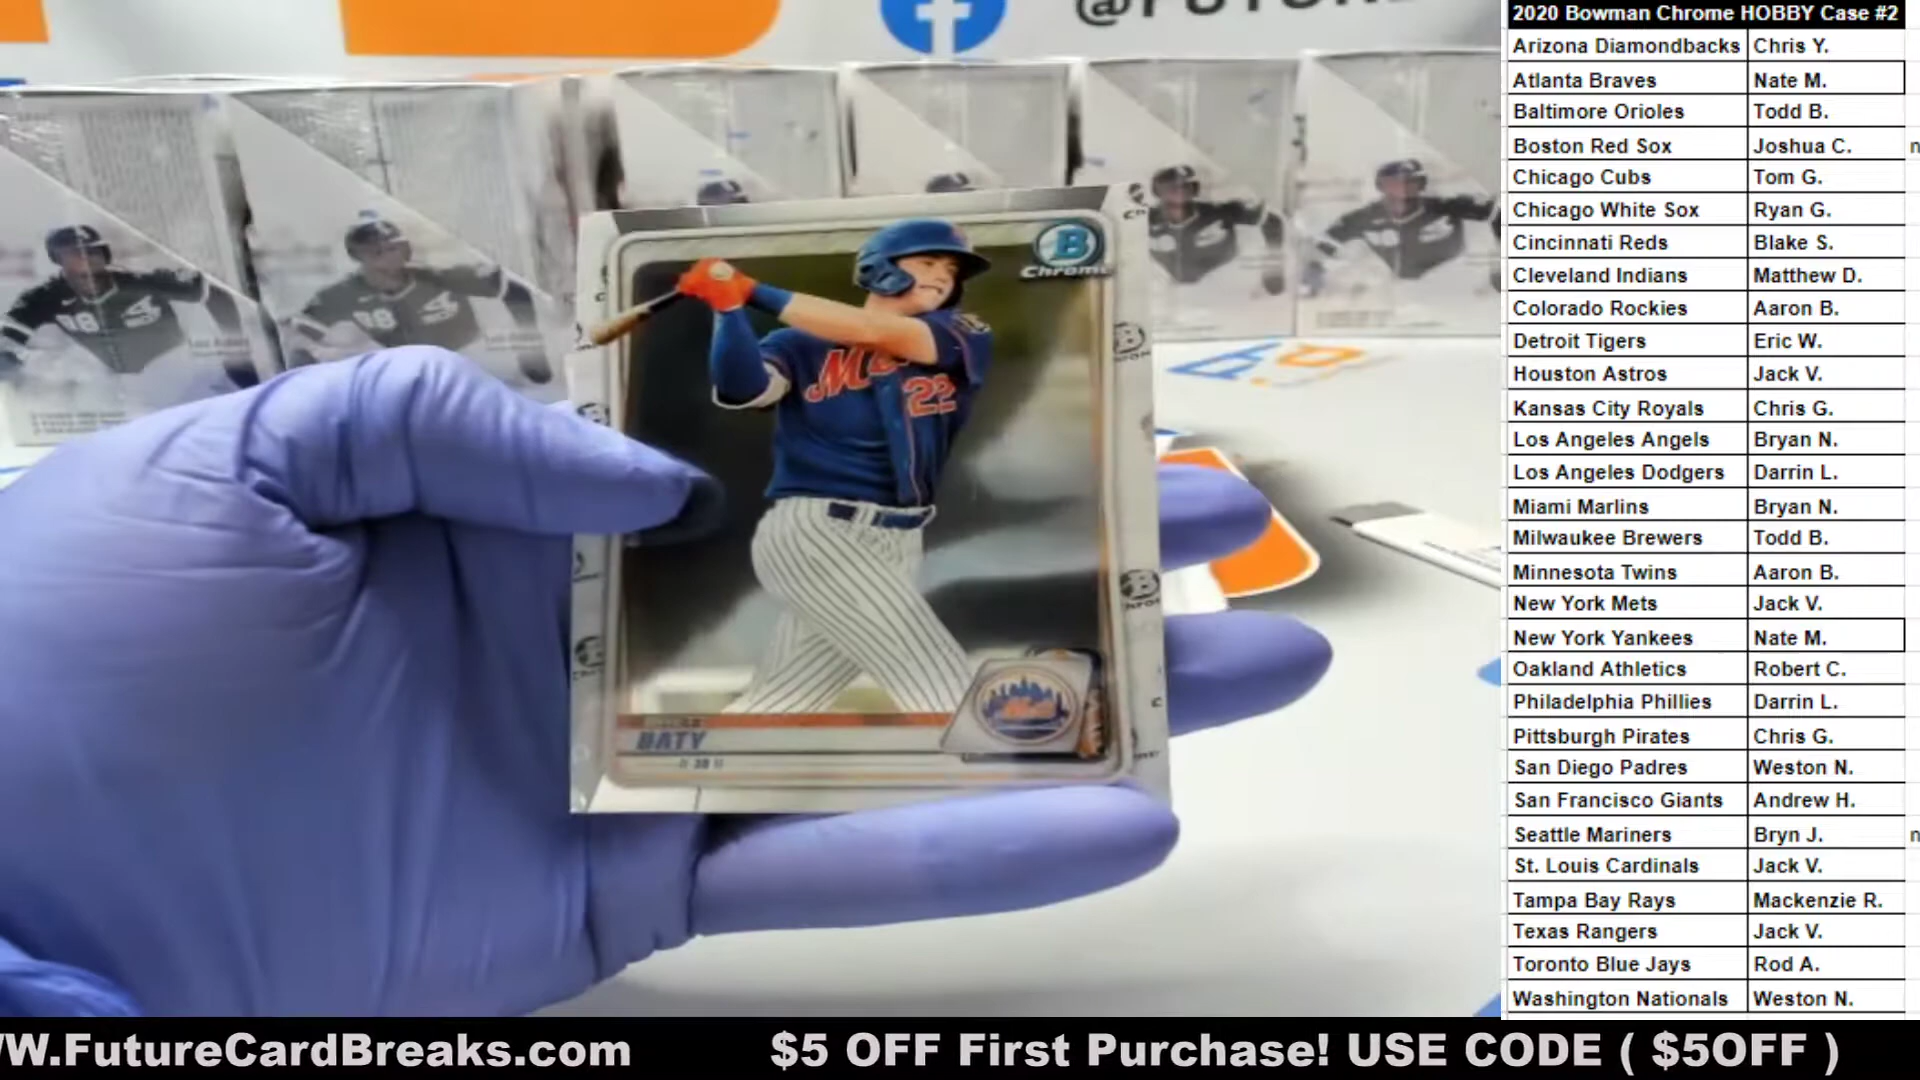 @FUTURE
2020 Bowman Chrome HOBBY Case #2
Arizona Diamondbacks Chris Y.
Atlanta Braves Nate M.
Baltimore Orioles Todd B.
Boston Red Sox Joshua C. n
Chicago Cubs Tom G.
Chicago White Sox Ryan G.
Cincinnati Reds Blake S.
Cleveland Indians Matthew D.
Colorado Rockies Aaron B.
Detroit Tigers Eric W.
Houston Astros Jack V.
Kansas City Royals Chris G.
Los Angeles Angels Bryan N.
Los Angeles Dodgers Darrin L.
Miami Marlins Bryan N.
Milwaukee Brewers Todd B.
Minnesota Twins Aaron B.
New York Mets Jack V.
New York Yankees Nate M.
Oakland Athletics Robert C.
Philadelphia Phillies Darrin L.
Pittsburgh Pirates Chris G.
San Diego Padres Weston N.
San Francisco Giants Andrew H.
Seattle Mariners Bryn J. n
St. Louis Cardinals Jack V.
Tampa Bay Rays Mackenzie R.
Texas Rangers Jack V.
Toronto Blue Jays Rod A.
Washington Nationals Weston N.
B
Chrome
22
BATY
3B
W.FutureCardBreaks.com $5 OFF First Purchase! USE CODE ( $5OFF )